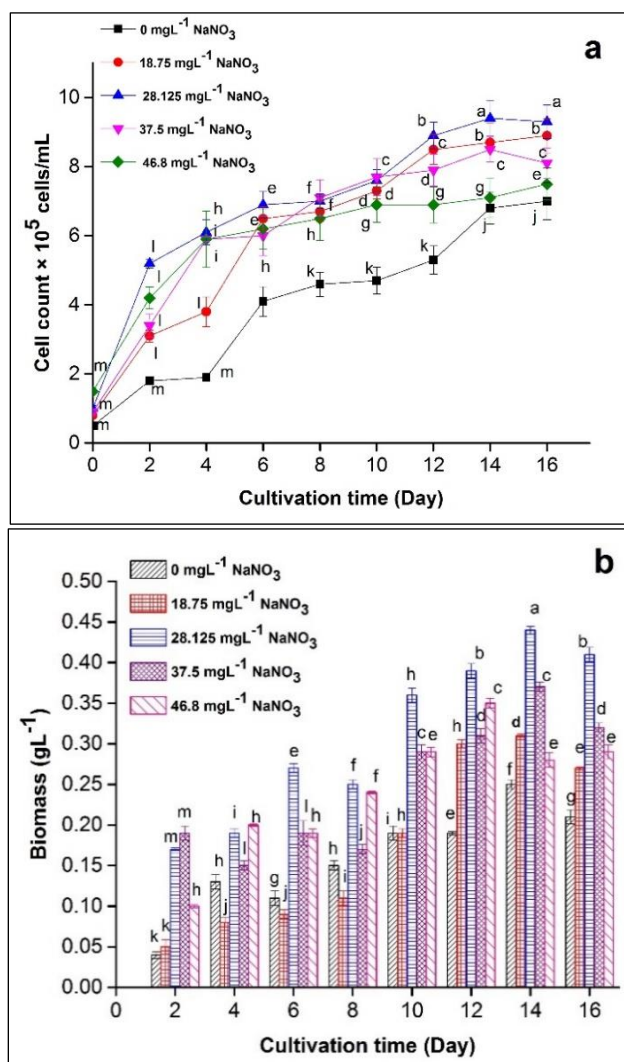 a
0 mgL-1 NaNO3
18.75 mgL-1 NaNO3
28.125 mgL-1 NaNO3
37.5 mgL-1 NaNO3
46.8 mgL-1 NaNO3
Cell count × 10^5 cells/mL
10
8
6
4
2
0
m
m
m
l
l
l
l
m
h
i
i
l
m
e
e
h
f
f
h
k
c
d
d
g
k
b
c
d
g
k
a
b
c
g
j
a
b
c
e
j
0 2 4 6 8 10 12 14 16
Cultivation time (Day)
b
0 mgL-1 NaNO3
18.75 mgL-1 NaNO3
28.125 mgL-1 NaNO3
37.5 mgL-1 NaNO3
46.8 mgL-1 NaNO3
Biomass (gL-1)
0.50
0.45
0.40
0.35
0.30
0.25
0.20
0.15
0.10
0.05
0.00
k k m m h
h j i l h
g j e l h
h i f j f
i h h c e
e h b d c
f d a c e
g e b d e
0 2 4 6 8 10 12 14 16
Cultivation time (Day)